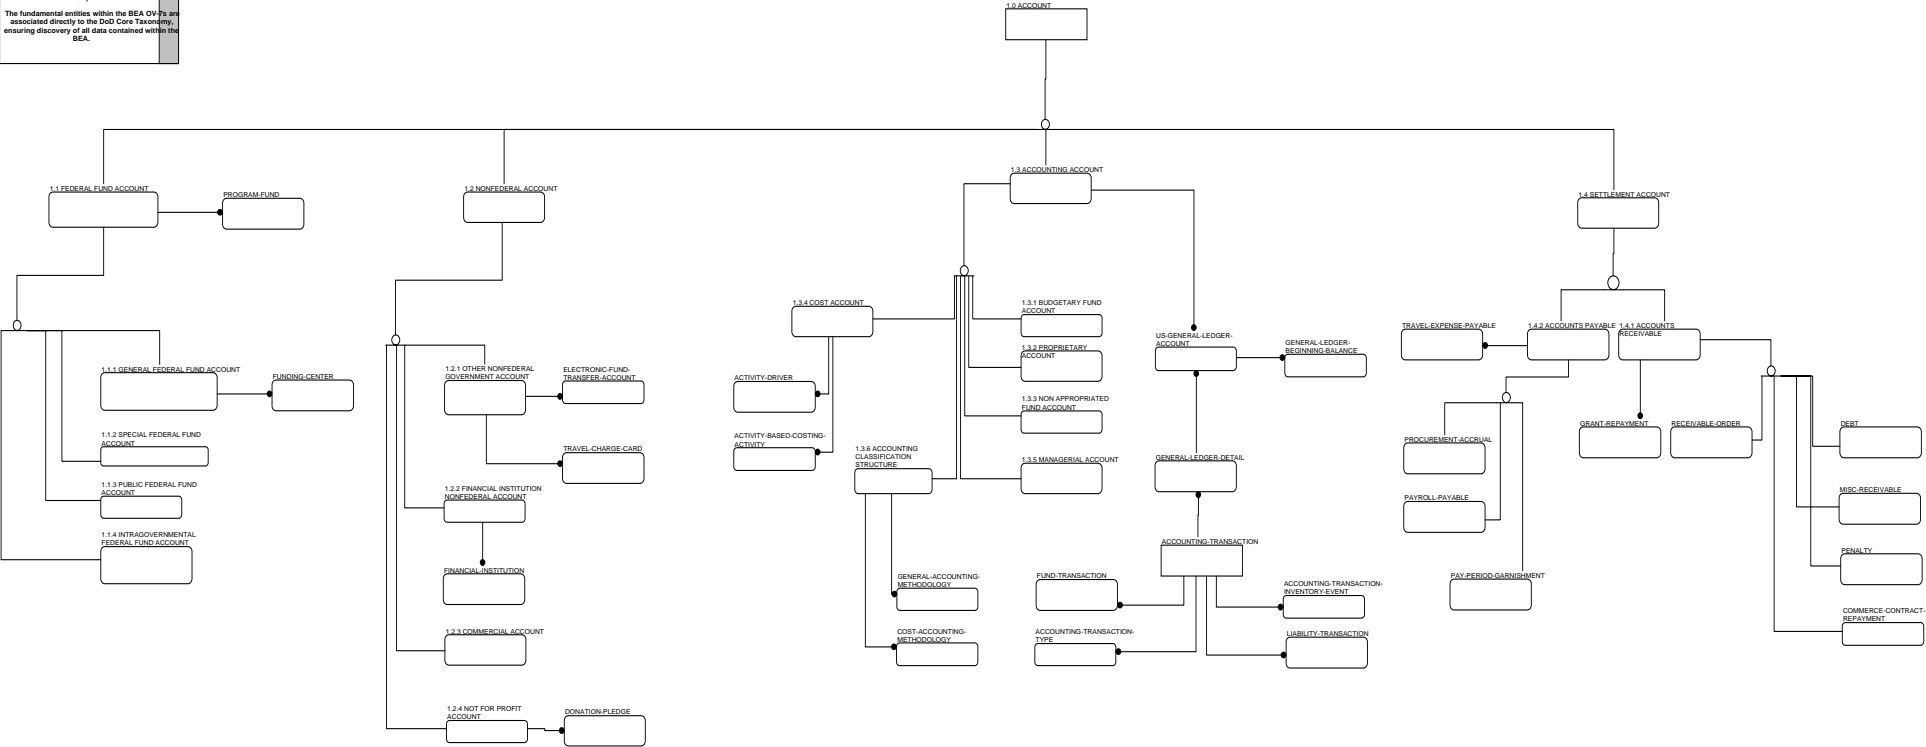 The fundamental entities within the BEA OV-7s are
associated directly to the DoD Core Taxonomy,
ensuring discovery of all data contained within the
BEA.
1.0 ACCOUNT
1.1 FEDERAL FUND ACCOUNT
PROGRAM-FUND
1.1.1 GENERAL FEDERAL FUND ACCOUNT
FUNDING-CENTER
1.1.2 SPECIAL FEDERAL FUND
ACCOUNT
1.1.3 PUBLIC FEDERAL FUND
ACCOUNT
1.1.4 INTRAGOVERNMENTAL
FEDERAL FUND ACCOUNT
1.2 NONFEDERAL ACCOUNT
1.2.1 OTHER NONFEDERAL
GOVERNMENT ACCOUNT
ELECTRONIC-FUND-
TRANSFER-ACCOUNT
TRAVEL-CHARGE-CARD
1.2.2 FINANCIAL INSTITUTION
NONFEDERAL ACCOUNT
FINANCIAL-INSTITUTION
1.2.3 COMMERCIAL ACCOUNT
1.2.4 NOT FOR PROFIT
ACCOUNT
DONATION-PLEDGE
1.3 ACCOUNTING ACCOUNT
1.3.4 COST ACCOUNT
ACTIVITY-DRIVER
ACTIVITY-BASED-COSTING-
ACTIVITY
1.3.1 BUDGETARY FUND
ACCOUNT
1.3.2 PROPRIETARY
ACCOUNT
1.3.3 NON APPROPRIATED
FUND ACCOUNT
1.3.5 MANAGERIAL ACCOUNT
1.3.6 ACCOUNTING
CLASSIFICATION
STRUCTURE
GENERAL-ACCOUNTING-
METHODOLOGY
COST-ACCOUNTING-
METHODOLOGY
US-GENERAL-LEDGER-
ACCOUNT
GENERAL-LEDGER-
BEGINNING-BALANCE
GENERAL-LEDGER-DETAIL
ACCOUNTING-TRANSACTION
FUND-TRANSACTION
ACCOUNTING-TRANSACTION-
TYPE
ACCOUNTING-TRANSACTION-
INVENTORY-EVENT
LIABILITY-TRANSACTION
1.4 SETTLEMENT ACCOUNT
TRAVEL-EXPENSE-PAYABLE
1.4.2 ACCOUNTS PAYABLE
1.4.1 ACCOUNTS
RECEIVABLE
PROCUREMENT-ACCRUAL
PAYROLL-PAYABLE
PAY-PERIOD-GARNISHMENT
GRANT-REPAYMENT
RECEIVABLE-ORDER
DEBT
MISC-RECEIVABLE
PENALTY
COMMERCE-CONTRACT-
REPAYMENT